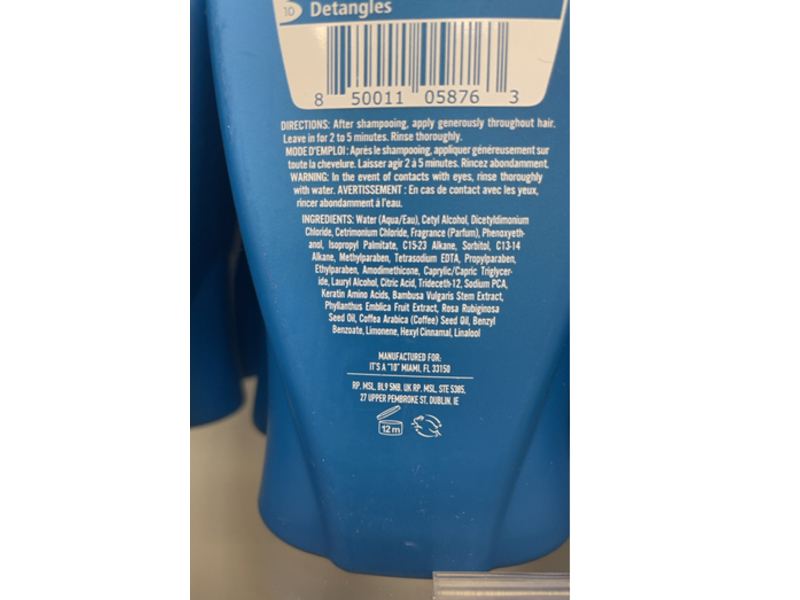 10 Detangles
8 50011 05876 3
DIRECTIONS: After shampooing, apply generously throughout hair.
Leave in for 2 to 5 minutes. Rinse thoroughly.
MODE D'EMPLOI : Après le shampooing, appliquer généreusement sur
toute la chevelure. Laisser agir 2 à 5 minutes. Rincez abondamment.
WARNING: In the event of contacts with eyes, rinse thoroughly
with water. AVERTISSEMENT : En cas de contact avec les yeux,
rincer abondamment à l'eau.
INGREDIENTS: Water (Aqua/Eau), Cetyl Alcohol, Dicetyldimonium
Chloride, Cetrimonium Chloride, Fragrance (Parfum), Phenoxyeth-
anol, Isopropyl Palmitate, C15-23 Alkane, Sorbitol, C13-14
Alkane, Methylparaben, Tetrasodium EDTA, Propylparaben,
Ethylparaben, Amodimethicone, Caprylic/Capric Triglycer-
ide, Lauryl Alcohol, Citric Acid, Trideceth-12, Sodium PCA,
Keratin Amino Acids, Bambusa Vulgaris Stem Extract,
Phyllanthus Emblica Fruit Extract, Rosa Rubiginosa
Seed Oil, Coffea Arabica (Coffee) Seed Oil, Benzyl
Benzoate, Limonene, Hexyl Cinnamal, Linalool
MANUFACTURED FOR:
IT'S A "10" MIAMI, FL 33150
RP. MSL, BL9 5NB, UK RP. MSL, STE 5385,
27 UPPER PEMBROKE ST. DUBLIN, IE
12 m